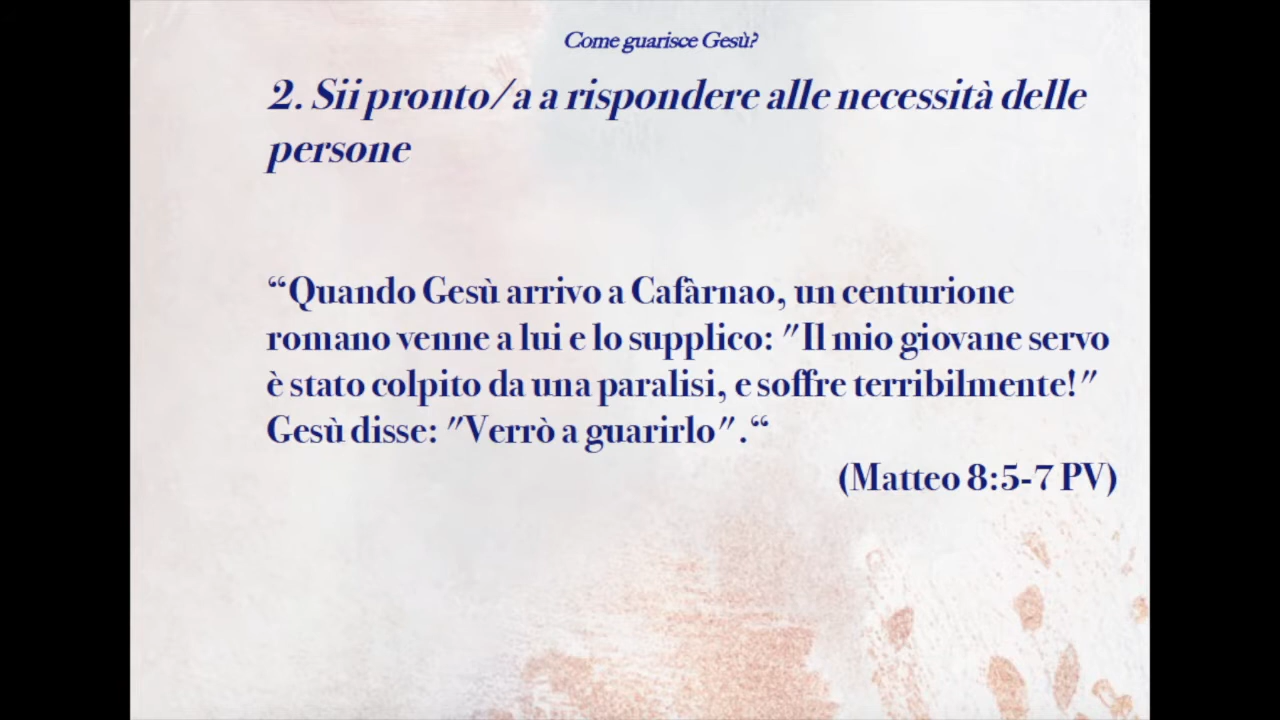 Come guarisce Gesù?
2. Sii pronto/a a rispondere alle necessità delle
persone
“Quando Gesù arrivo a Cafàrnao, un centurione
romano venne a lui e lo supplico: "Il mio giovane servo
è stato colpito da una paralisi, e soffre terribilmente!"
Gesù disse: "Verrò a guarirlo".“
(Matteo 8:5-7 PV)